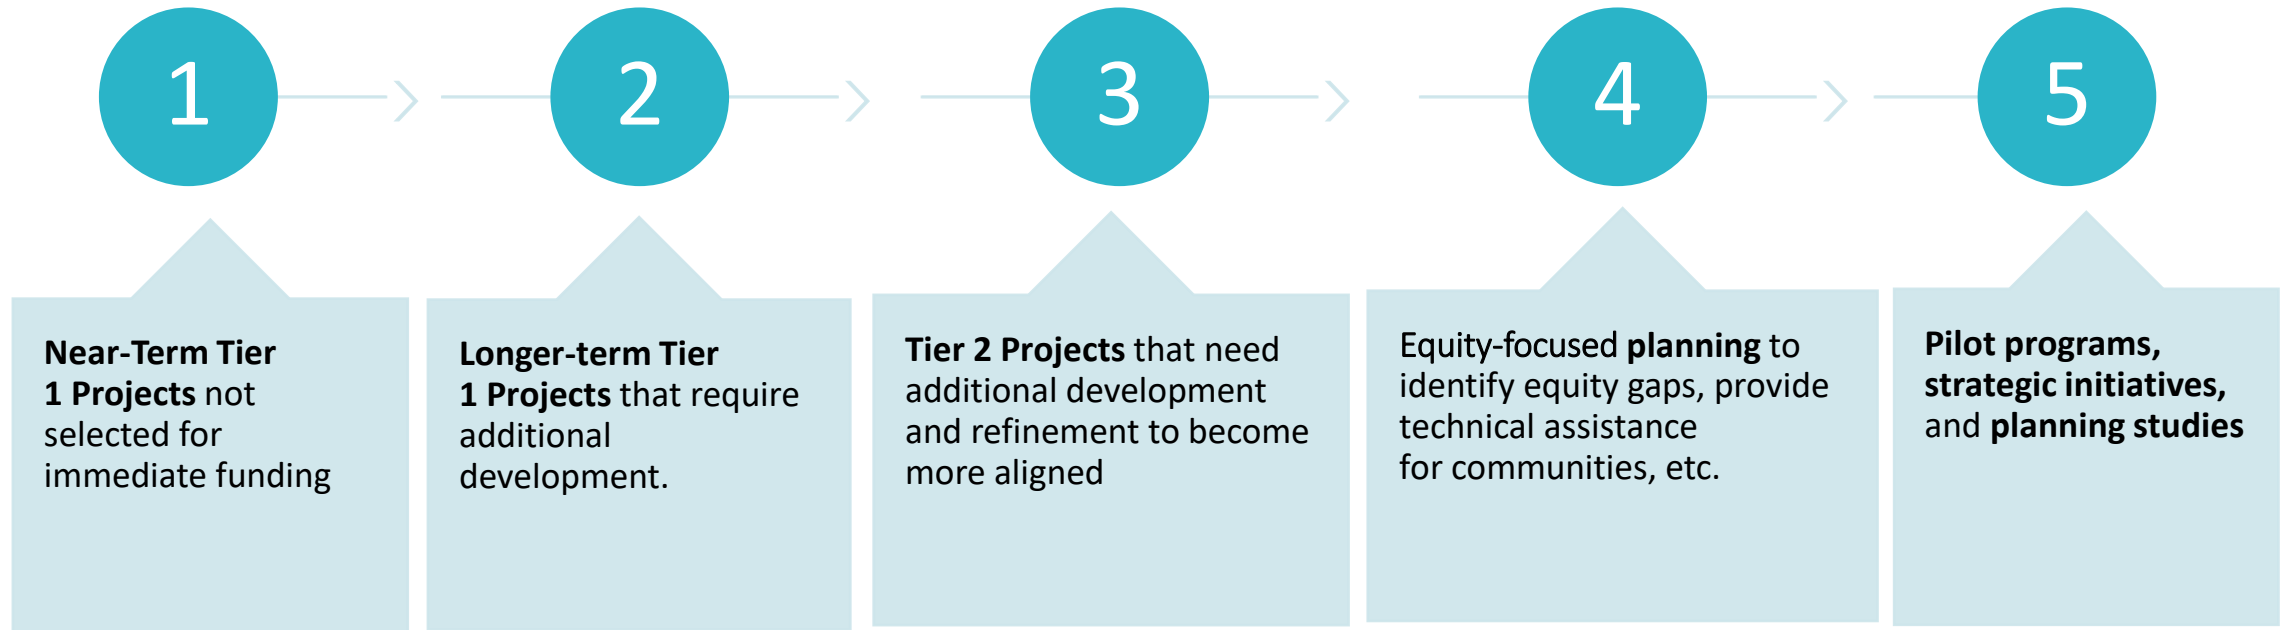 1
2
3
4
5
Near-Term Tier
1 Projects not
selected for
immediate funding
Longer-term Tier
1 Projects that require
additional
development.
Tier 2 Projects that need
additional development
and refinement to become
more aligned
Equity-focused planning to
identify equity gaps, provide
technical assistance
for communities, etc.
Pilot programs,
strategic initiatives,
and planning studies